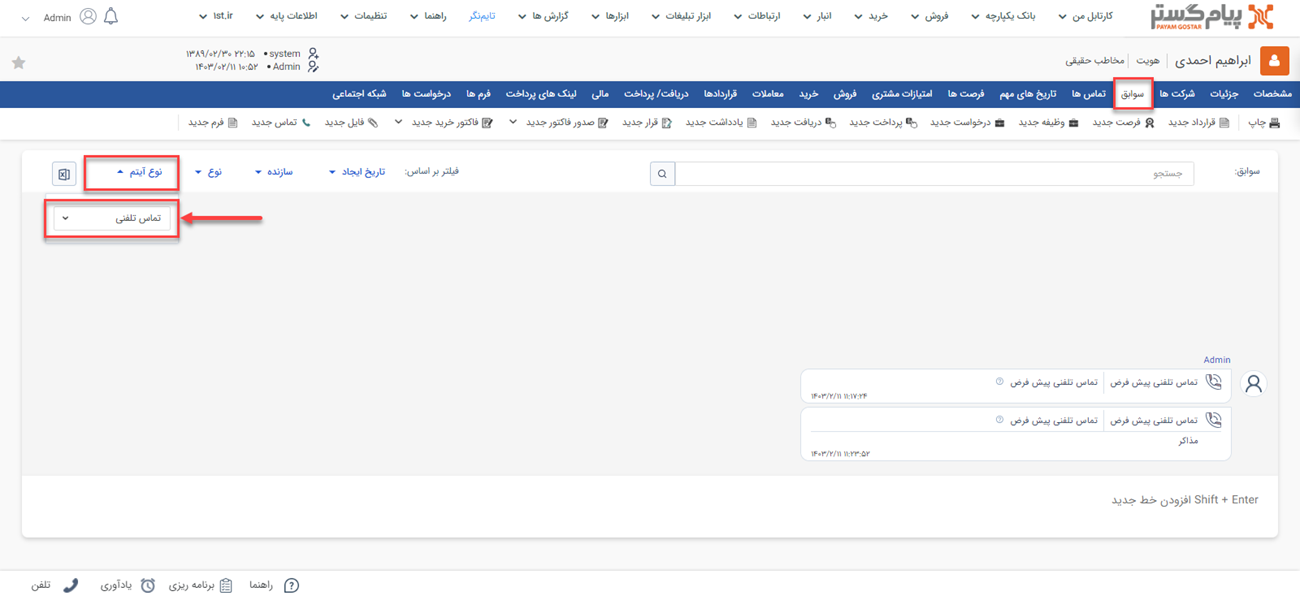 پیام‌گستر
PAYAM GOSTAR
کارتابل من بانک یکپارچه فروش خرید انبار ارتباطات ابزار تبلیغات ابزارها گزارش ها تایم‌نگر راهنما تنظیمات اطلاعات پایه 1st.ir Admin
ابراهیم احمدی هویت مخاطب حقیقی
system • ۱۳۸۹/۰۲/۳۰ ۲۲:۱۵
Admin • ۱۴۰۳/۰۲/۱۱ ۱۰:۵۲
مشخصات جزئیات شرکت ها سوابق تماس ها تاریخ های مهم فرصت ها امتیازات مشتری فروش خرید معاملات لینک های پرداخت مالی دریافت/ پرداخت قراردادها فرم ها درخواست ها شبکه اجتماعی
چاپ قرارداد جدید فرصت جدید وظیفه جدید درخواست جدید پرداخت جدید دریافت جدید یادداشت جدید قرار جدید صدور فاکتور جدید فاکتور خرید جدید فایل جدید تماس جدید فرم جدید
سوابق: جستجو فیلتر بر اساس: تاریخ ایجاد سازنده نوع نوع آیتم
تماس تلفنی
Admin
تماس تلفنی پیش فرض تماس تلفنی پیش فرض
۱۴۰۳/۲/۱۱ ۱۱:۱۷:۲۴
تماس تلفنی پیش فرض تماس تلفنی پیش فرض
مذاکر
۱۴۰۳/۲/۱۱ ۱۱:۲۳:۵۲
Shift + Enter افزودن خط جدید
راهنما برنامه ریزی یادآوری تلفن